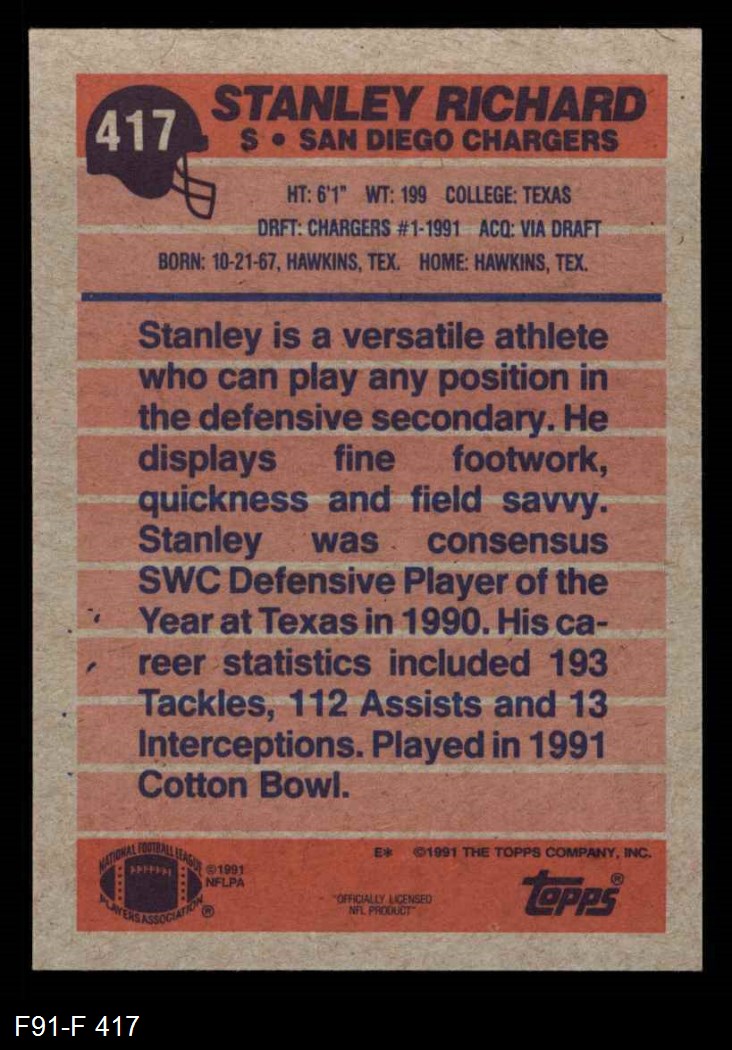 417
STANLEY RICHARD
S • SAN DIEGO CHARGERS
HT: 6'1" WT: 199 COLLEGE: TEXAS
DRFT: CHARGERS #1-1991 ACQ: VIA DRAFT
BORN: 10-21-67, HAWKINS, TEX. HOME: HAWKINS, TEX.
Stanley is a versatile athlete
who can play any position in
the defensive secondary. He
displays fine footwork,
quickness and field savvy.
Stanley was consensus
SWC Defensive Player of the
Year at Texas in 1990. His ca-
reer statistics included 193
Tackles, 112 Assists and 13
Interceptions. Played in 1991
Cotton Bowl.
NATIONAL FOOTBALL LEAGUE
PLAYERS ASSOCIATION ®
©1991
NFLPA
E* ©1991 THE TOPPS COMPANY, INC.
"OFFICIALLY LICENSED
NFL PRODUCT"
topps®
F91-F 417